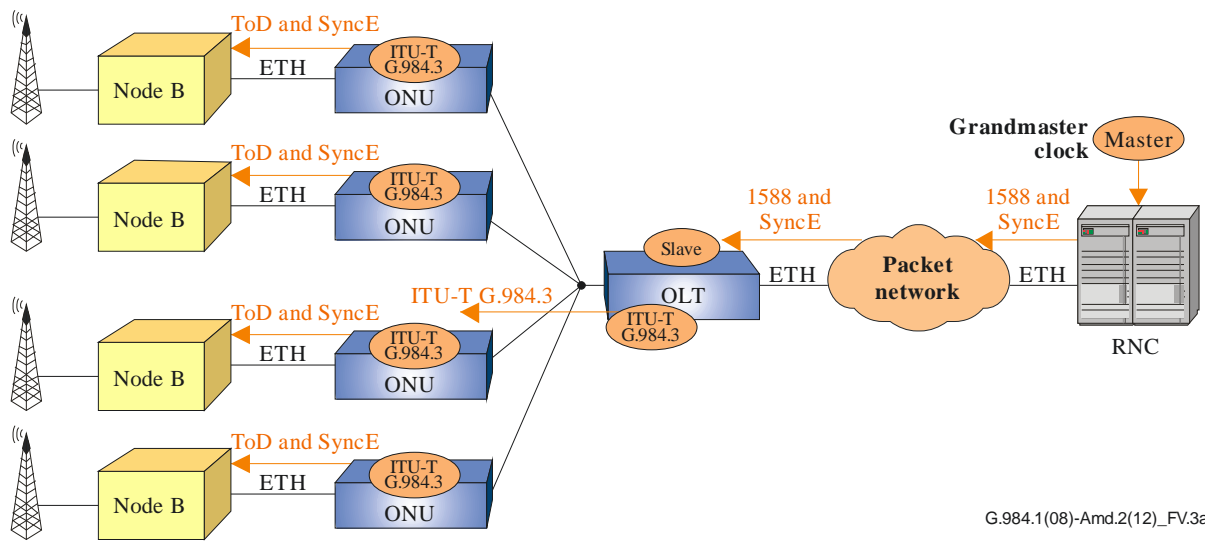 ToD and SyncE
ITU-T
G.984.3
ETH
Node B
ONU
ToD and SyncE
ITU-T
G.984.3
ETH
Node B
ONU
Grandmaster
clock
Master
1588 and
SyncE
1588 and
SyncE
Slave
Packet
network
ETH
ETH
OLT
ITU-T G.984.3
ITU-T
G.984.3
RNC
ToD and SyncE
ITU-T
G.984.3
ETH
Node B
ONU
ToD and SyncE
ITU-T
G.984.3
ETH
Node B
ONU
G.984.1(08)-Amd.2(12)_FV.3a